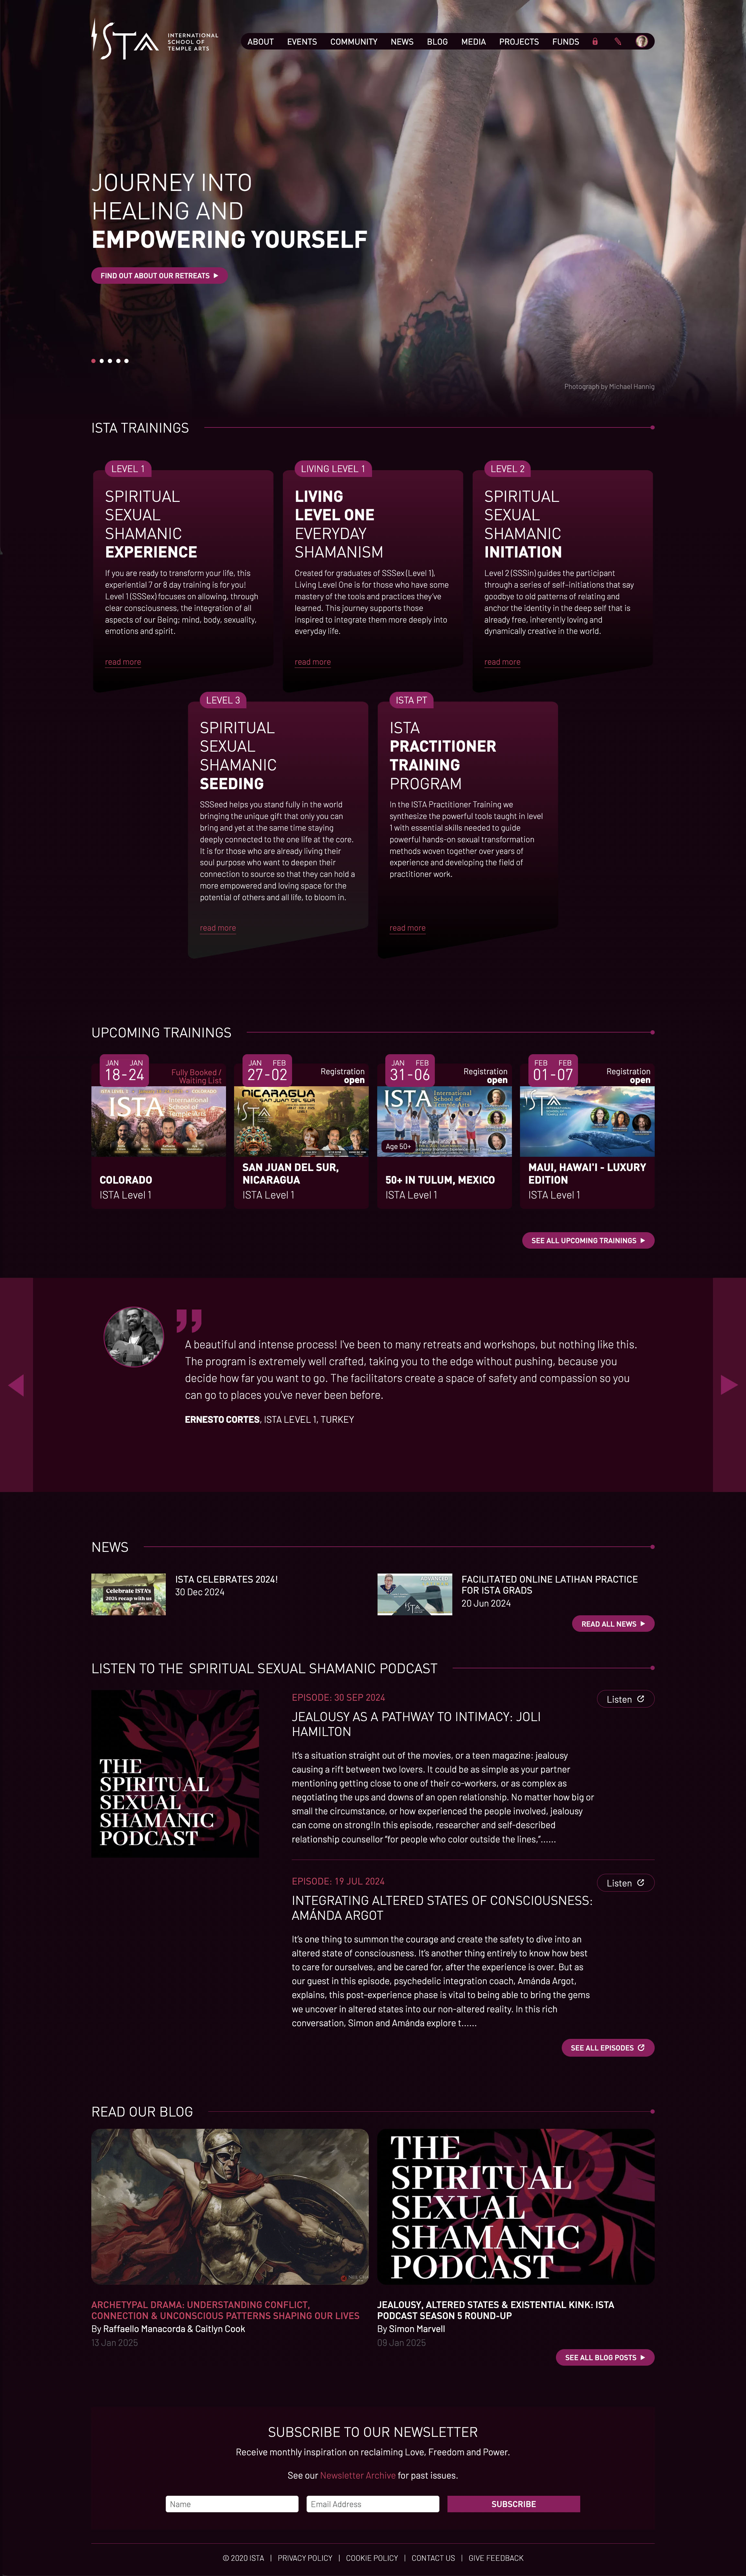 ISTA
INTERNATIONAL
SCHOOL OF
TEMPLE ARTS
ABOUT EVENTS COMMUNITY NEWS BLOG MEDIA PROJECTS FUNDS
JOURNEY INTO
HEALING AND
EMPOWERING YOURSELF
FIND OUT ABOUT OUR RETREATS
Photograph by Michael Hannig
ISTA TRAININGS
LEVEL 1
SPIRITUAL
SEXUAL
SHAMANIC
EXPERIENCE
If you are ready to transform your life, this
experiential 7 or 8 day training is for you!
Level 1 (SSSex) focuses on allowing, through
clear consciousness, the integration of all
aspects of our Being; mind, body, sexuality,
emotions and spirit.
read more
LIVING LEVEL 1
LIVING
LEVEL ONE
EVERYDAY
SHAMANISM
Created for graduates of SSSex (Level 1),
Living Level One is for those who have some
mastery of the tools and practices they've
learned. This journey supports those
inspired to integrate them more deeply into
everyday life.
read more
LEVEL 2
SPIRITUAL
SEXUAL
SHAMANIC
INITIATION
Level 2 (SSSin) guides the participant
through a series of self-initiations that say
goodbye to old patterns of relating and
anchor the identity in the deep self that is
already free, inherently loving and
dynamically creative in the world.
read more
LEVEL 3
SPIRITUAL
SEXUAL
SHAMANIC
SEEDING
SSSeed helps you stand fully in the world
bringing the unique gift that only you can
bring and yet at the same time staying
deeply connected to the one life at the core.
It is for those who are already living their
soul purpose who want to deepen their
connection to source so that they can hold a
more empowered and loving space for the
potential of others and all life, to bloom in.
read more
ISTA PT
ISTA
PRACTITIONER
TRAINING
PROGRAM
In the ISTA Practitioner Training we
synthesize the powerful tools taught in level
1 with essential skills needed to guide
powerful hands-on sexual transformation
methods woven together over years of
experience and developing the field of
practitioner work.
read more
UPCOMING TRAININGS
JAN JAN
18-24
Fully Booked /
Waiting List
ISTA
International
School of
Temple Arts
COLORADO
ISTA Level 1
JAN FEB
27-02
Registration
open
NICARAGUA
SAN JUAN DEL SUR
ISTA
SAN JUAN DEL SUR,
NICARAGUA
ISTA Level 1
JAN FEB
31-06
Registration
open
ISTA
International
School of
Temple Arts
Age 50+
50+ IN TULUM, MEXICO
ISTA Level 1
FEB FEB
01-07
Registration
open
ISTA
MAUI, HAWAI'I - LUXURY
EDITION
ISTA Level 1
SEE ALL UPCOMING TRAININGS
A beautiful and intense process! I've been to many retreats and workshops, but nothing like this.
The program is extremely well crafted, taking you to the edge without pushing, because you
decide how far you want to go. The facilitators create a space of safety and compassion so you
can go to places you've never been before.
ERNESTO CORTES, ISTA LEVEL 1, TURKEY
NEWS
Celebrate ISTA's
2024 recap with us
ISTA CELEBRATES 2024!
30 Dec 2024
ISTA
FACILITATED ONLINE LATIHAN PRACTICE
FOR ISTA GRADS
20 Jun 2024
READ ALL NEWS
LISTEN TO THE SPIRITUAL SEXUAL SHAMANIC PODCAST
THE
SPIRITUAL
SEXUAL
SHAMANIC
PODCAST
EPISODE: 30 SEP 2024
Listen
JEALOUSY AS A PATHWAY TO INTIMACY: JOLI
HAMILTON
It's a situation straight out of the movies, or a teen magazine: jealousy
causing a rift between two lovers. It could be as simple as your partner
mentioning getting close to one of their co-workers, or as complex as
negotiating the ups and downs of an open relationship. No matter how big or
small the circumstance, or how experienced the people involved, jealousy
can come on strong!In this episode, researcher and self-described
relationship counsellor "for people who color outside the lines,"......
EPISODE: 19 JUL 2024
Listen
INTEGRATING ALTERED STATES OF CONSCIOUSNESS:
AMÁNDA ARGOT
It's one thing to summon the courage and create the safety to dive into an
altered state of consciousness. It's another thing entirely to know how best
to care for ourselves, and be cared for, after the experience is over. But as
our guest in this episode, psychedelic integration coach, Amánda Argot,
explains, this post-experience phase is vital to being able to bring the gems
we uncover in altered states into our non-altered reality. In this rich
conversation, Simon and Amánda explore t......
SEE ALL EPISODES
READ OUR BLOG
ARCHETYPAL DRAMA: UNDERSTANDING CONFLICT,
CONNECTION & UNCONSCIOUS PATTERNS SHAPING OUR LIVES
By Raffaello Manacorda & Caitlyn Cook
13 Jan 2025
THE
SPIRITUAL
SEXUAL
SHAMANIC
PODCAST
JEALOUSY, ALTERED STATES & EXISTENTIAL KINK: ISTA
PODCAST SEASON 5 ROUND-UP
By Simon Marvell
09 Jan 2025
SEE ALL BLOG POSTS
SUBSCRIBE TO OUR NEWSLETTER
Receive monthly inspiration on reclaiming Love, Freedom and Power.
See our Newsletter Archive for past issues.
Name
Email Address
SUBSCRIBE
© 2020 ISTA | PRIVACY POLICY | COOKIE POLICY | CONTACT US | GIVE FEEDBACK